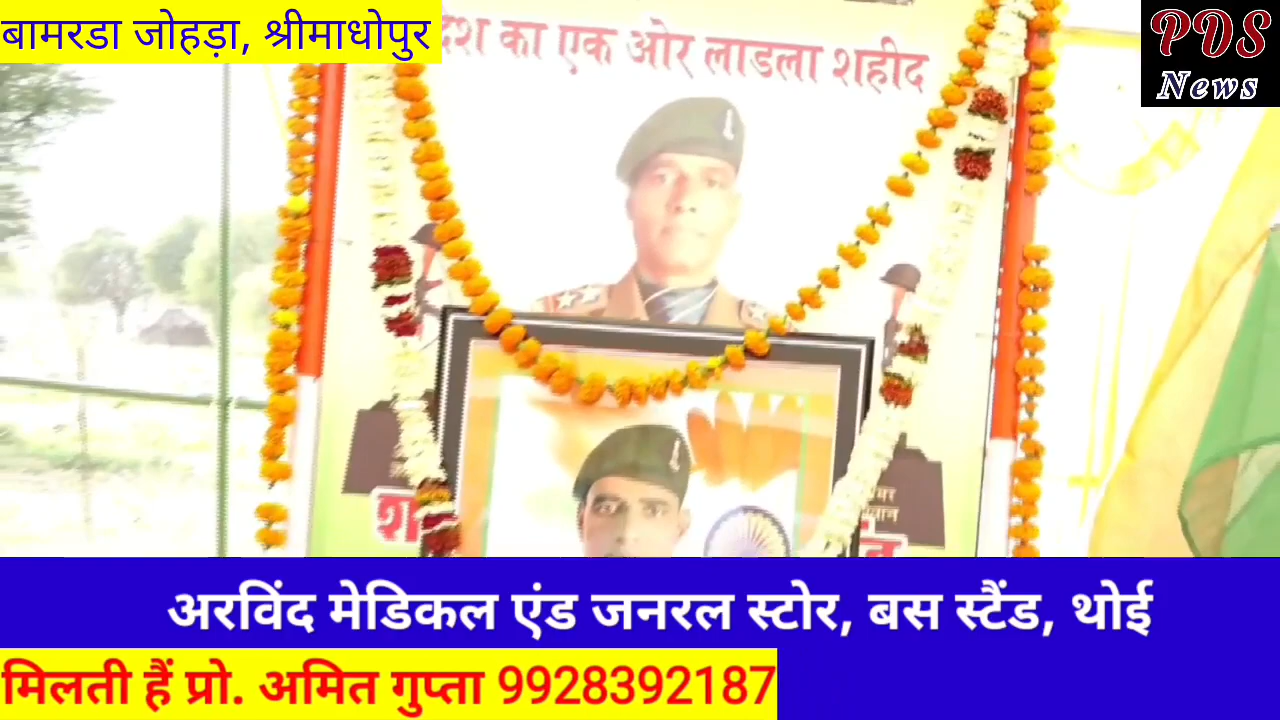 बामरडा जोहड़ा, श्रीमाधोपुर
PDS
News
का एक ओर लाडला शहीद
अरविंद मेडिकल एंड जनरल स्टोर, बस स्टैंड, थोई
मिलती हैं प्रो. अमित गुप्ता 9928392187